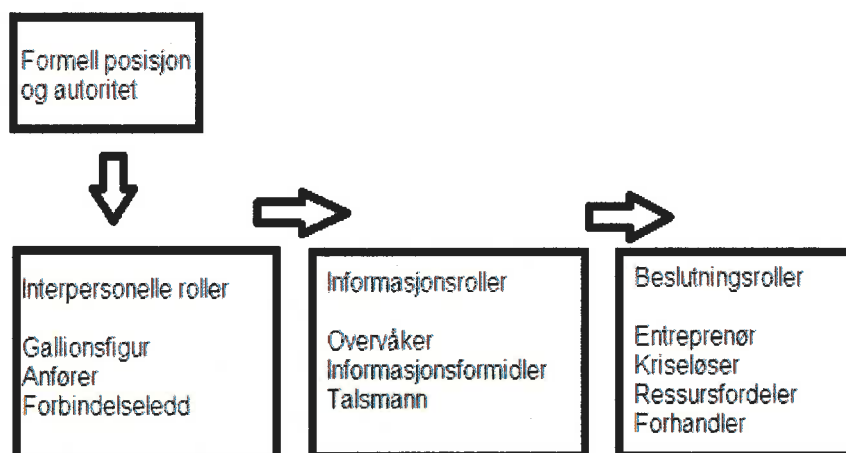 Formell posisjon
og autoritet
Interpersonelle roller
Gallionsfigur
Anfører
Forbindelseledd
Informasjonsroller
Overvåker
Informasjonsformidler
Talsmann
Beslutningsroller
Entreprenør
Kriseløser
Ressursfordeler
Forhandler